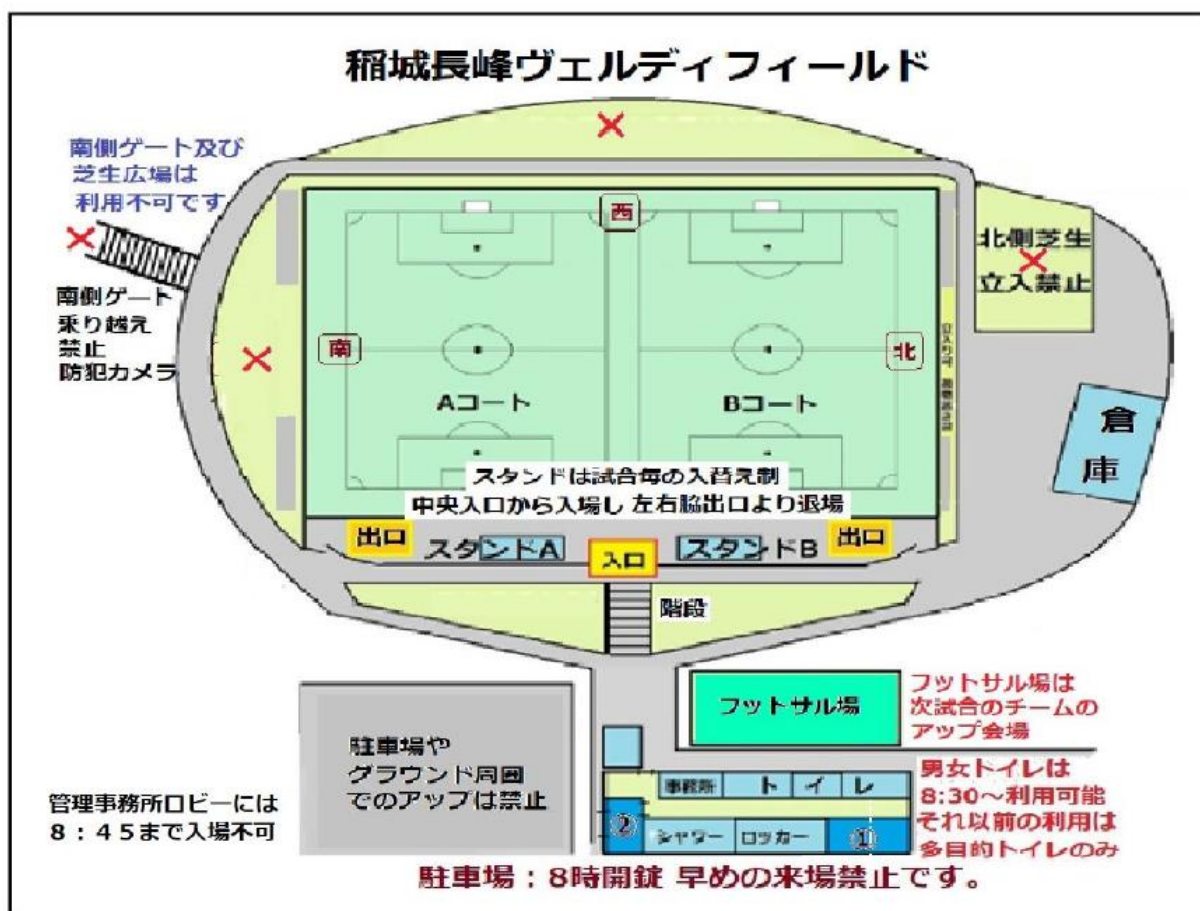 稲城長峰ヴェルディフィールド
南側ゲート及び
芝生広場は
利用不可です
西
北側芝生
立入禁止
南側ゲート
乗り越え
禁止
防犯カメラ
南
北
Aコート
Bコート
倉
庫
スタンドは試合毎の入替え制
中央入口から入場し 左右脇出口より退場
出口
スタンドA
入口
スタンドB
出口
階段
フットサル場
フットサル場は
次試合のチームの
アップ会場
駐車場や
グラウンド周囲
でのアップは禁止
管理事務所ロビーには
8:45まで入場不可
事務所
トイレ
②
シャワー
ロッカー
①
男女トイレは
8:30~利用可能
それ以前の利用は
多目的トイレのみ
駐車場:8時開錠 早めの来場禁止です。